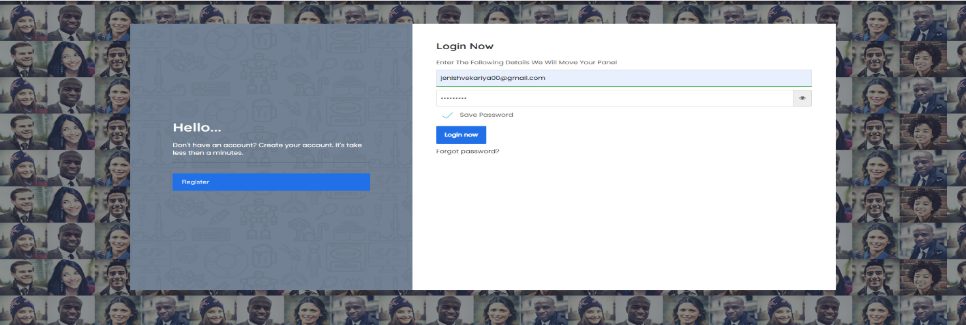 Hello...
Don't have an account? Create your account. It's take
less then a minutes.
Register
Login Now
Enter The Following Details We Will Move Your Panel
jenishvekariya00@gmail.com
•••••••••
Save Password
Login now
Forgot password?